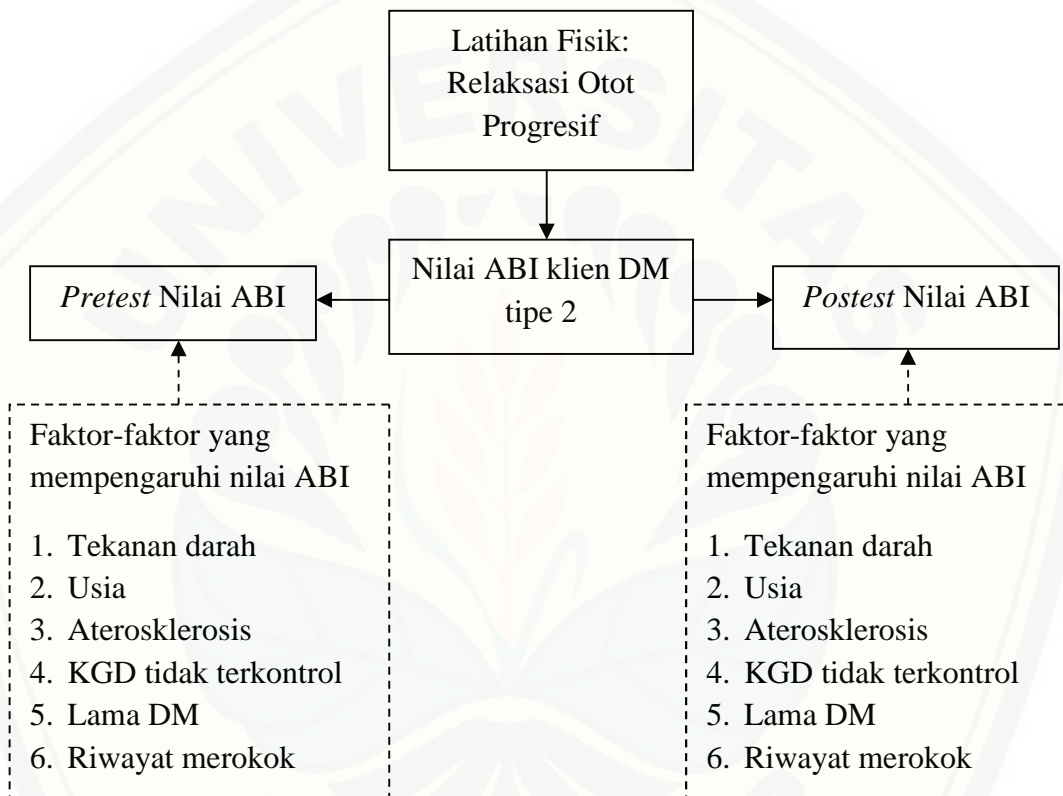 UNIVERSITAS
Latihan Fisik:
Relaksasi Otot
Progresif
Nilai ABI klien DM
tipe 2
Pretest Nilai ABI
Postest Nilai ABI
Faktor-faktor yang
mempengaruhi nilai ABI
1. Tekanan darah
2. Usia
3. Aterosklerosis
4. KGD tidak terkontrol
5. Lama DM
6. Riwayat merokok
Faktor-faktor yang
mempengaruhi nilai ABI
1. Tekanan darah
2. Usia
3. Aterosklerosis
4. KGD tidak terkontrol
5. Lama DM
6. Riwayat merokok